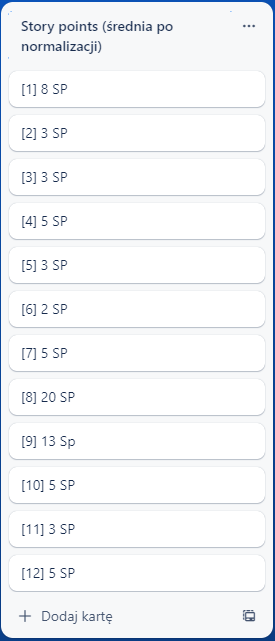 Story points (średnia po
normalizacji)
[1] 8 SP
[2] 3 SP
[3] 3 SP
[4] 5 SP
[5] 3 SP
[6] 2 SP
[7] 5 SP
[8] 20 SP
[9] 13 Sp
[10] 5 SP
[11] 3 SP
[12] 5 SP
Dodaj kartę